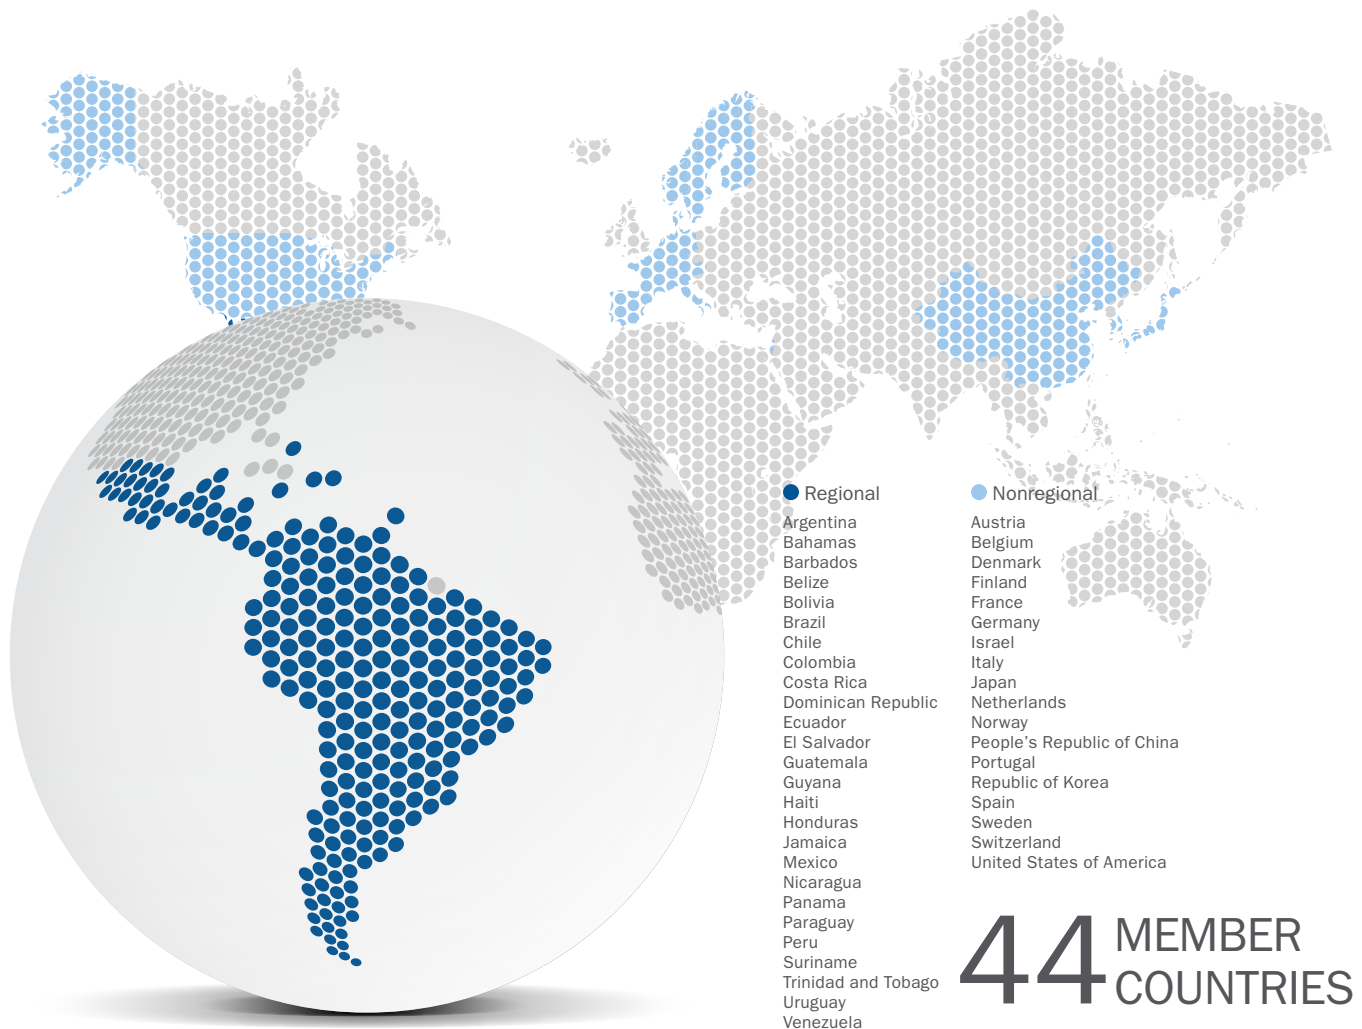 Regional
Argentina
Bahamas
Barbados
Belize
Bolivia
Brazil
Chile
Colombia
Costa Rica
Dominican Republic
Ecuador
El Salvador
Guatemala
Guyana
Haiti
Honduras
Jamaica
Mexico
Nicaragua
Panama
Paraguay
Peru
Suriname
Trinidad and Tobago
Uruguay
Venezuela
Nonregional
Austria
Belgium
Denmark
Finland
France
Germany
Israel
Italy
Japan
Netherlands
Norway
People’s Republic of China
Portugal
Republic of Korea
Spain
Sweden
Switzerland
United States of America
44 MEMBER
COUNTRIES